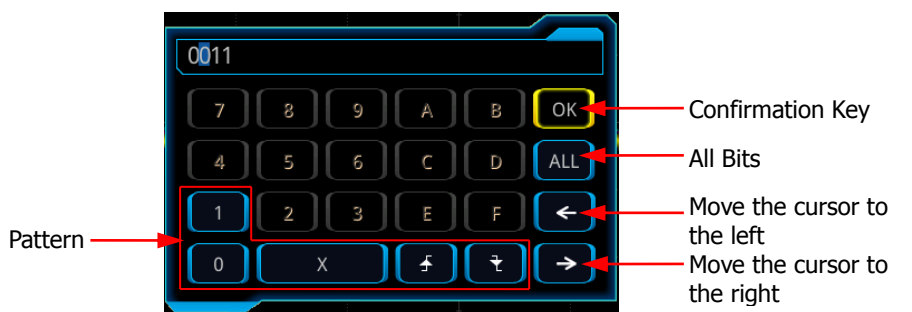 0011
7 8 9 A B OK
Confirmation Key
4 5 6 C D ALL
All Bits
1 2 3 E F ←
Move the cursor to
the left
Pattern
0 X →
Move the cursor to
the right